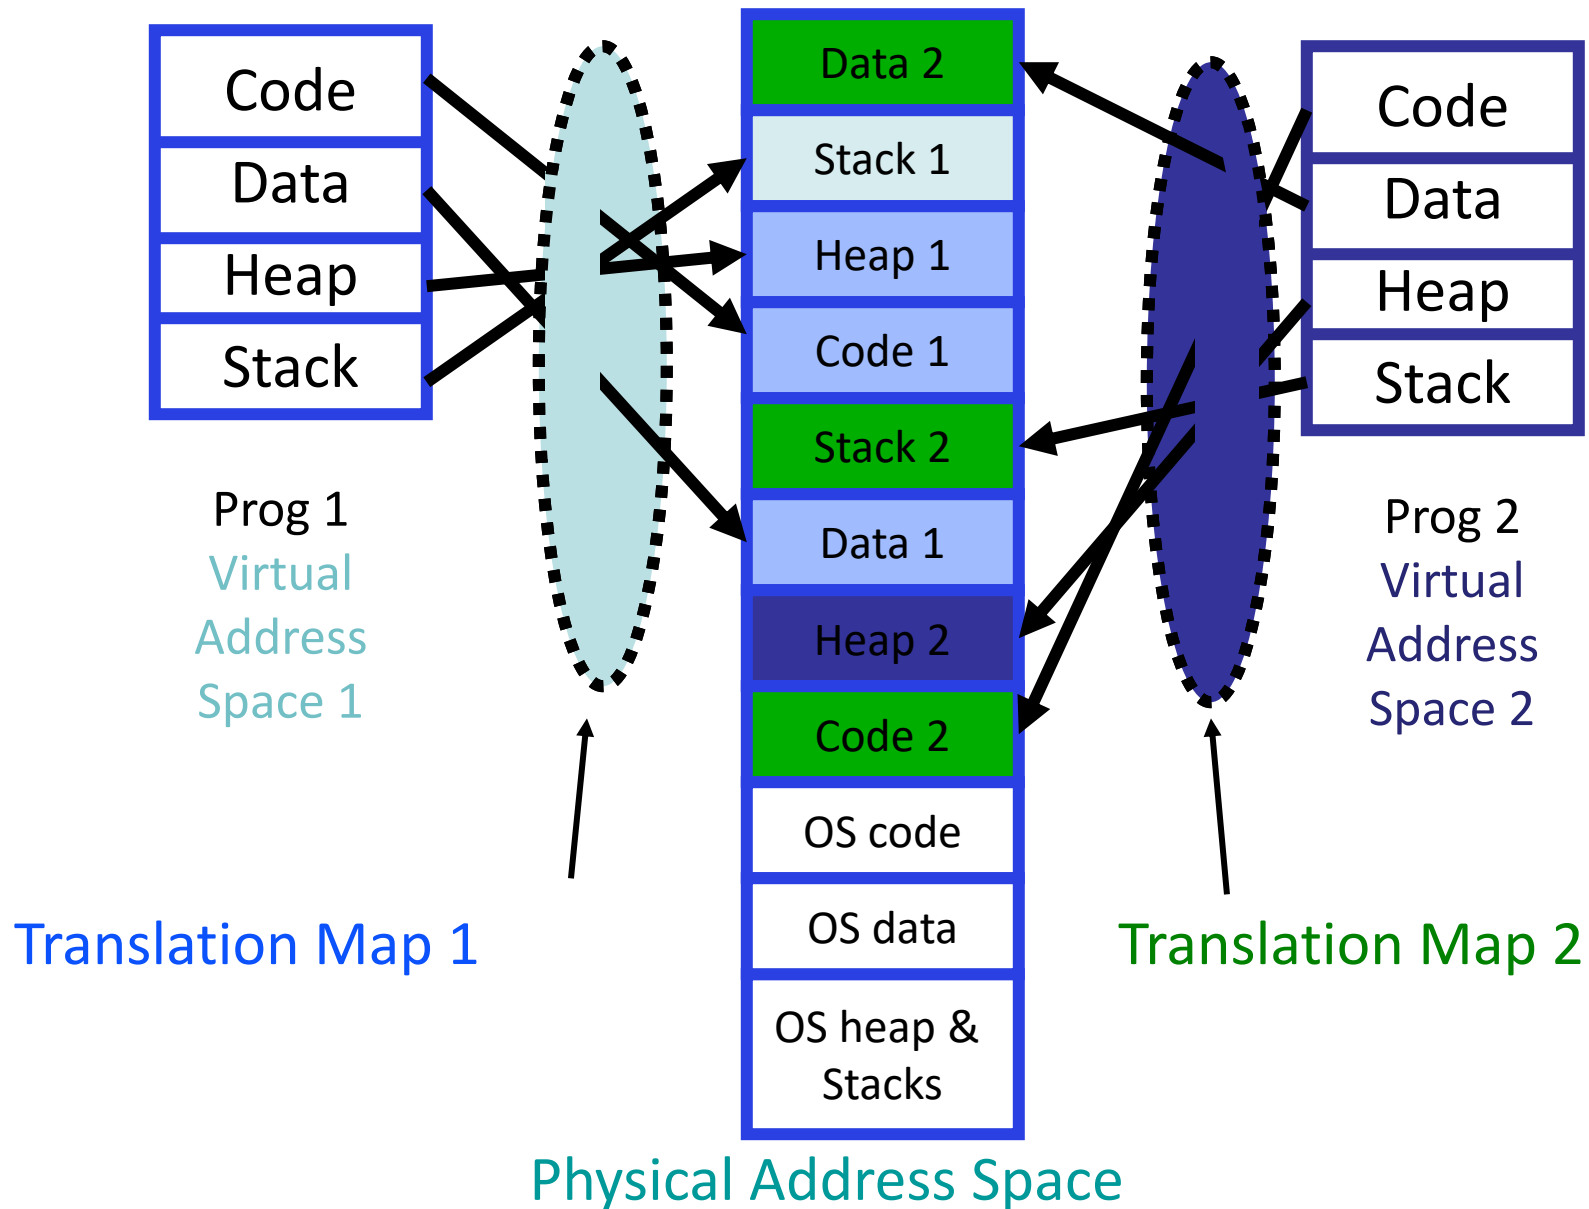 Code
Data
Heap
Stack
Prog 1
Virtual
Address
Space 1
Translation Map 1
Data 2
Stack 1
Heap 1
Code 1
Stack 2
Data 1
Heap 2
Code 2
OS code
OS data
OS heap &
Stacks
Physical Address Space
Code
Data
Heap
Stack
Prog 2
Virtual
Address
Space 2
Translation Map 2